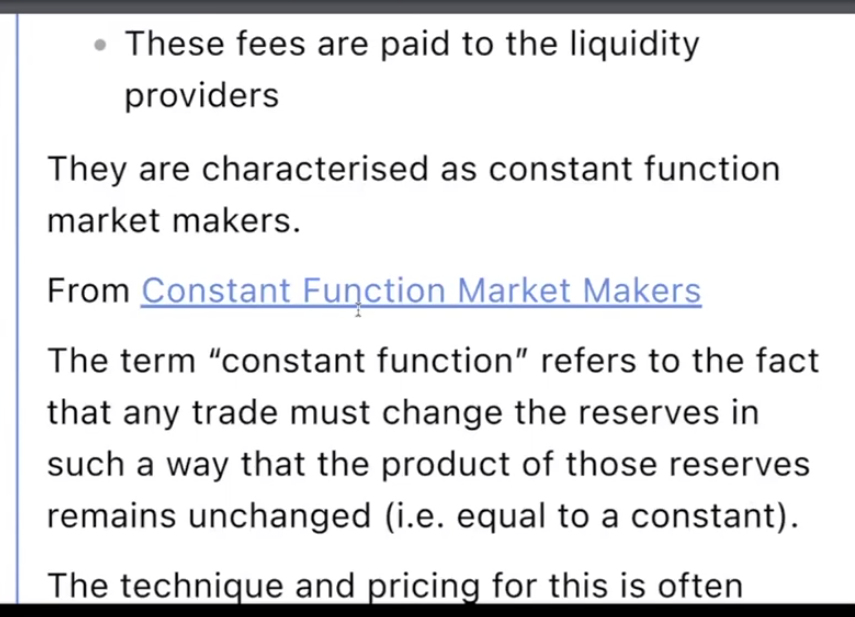 These fees are paid to the liquidity
providers
They are characterised as constant function
market makers.
From Constant Function Market Makers
The term “constant function” refers to the fact
that any trade must change the reserves in
such a way that the product of those reserves
remains unchanged (i.e. equal to a constant).
The technique and pricing for this is often